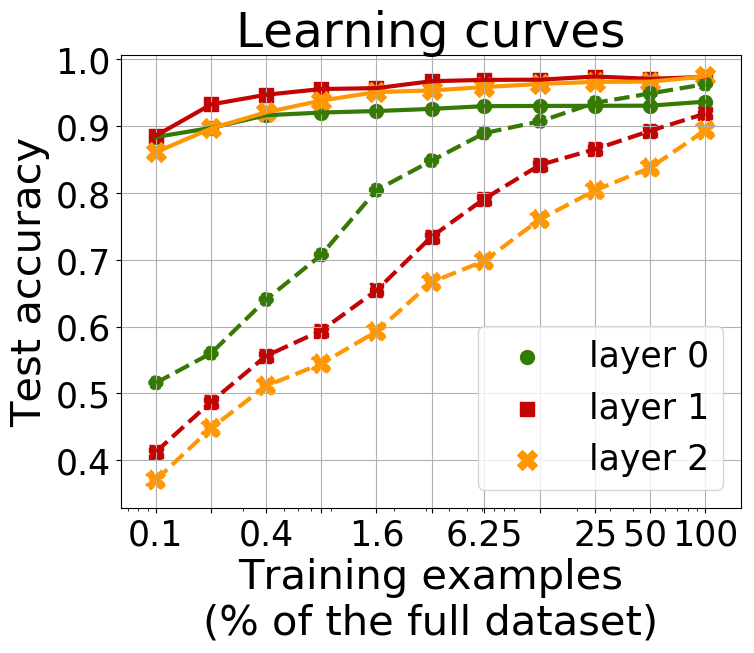 Learning curves
1.0
0.9
0.8
0.7
0.6
0.5
0.4
Test accuracy
layer 0
layer 1
layer 2
0.1 0.4 1.6 6.25 25 50 100
Training examples
(% of the full dataset)